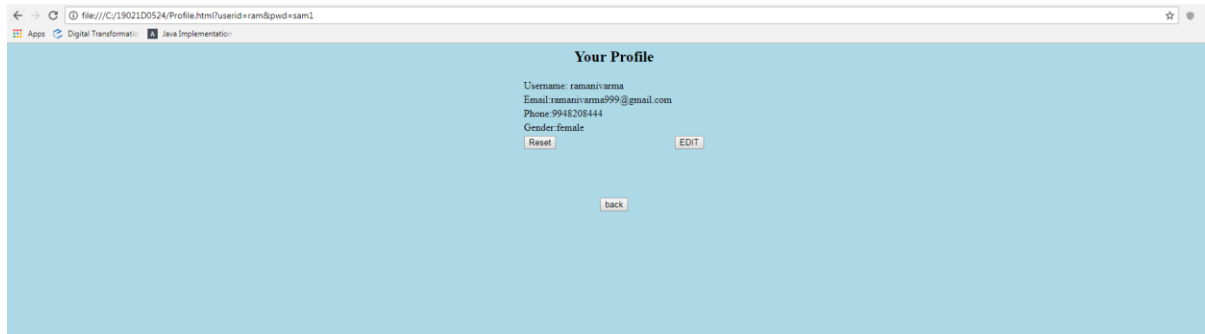 file:///C:/19021D0524/Profile.html?userid=ram&pwd=sam1
Apps Digital Transformatio A Java Implementation
Your Profile
Username: ramanivarma
Email:ramanivarma999@gmail.com
Phone:9948208444
Gender:female
Reset EDIT
back